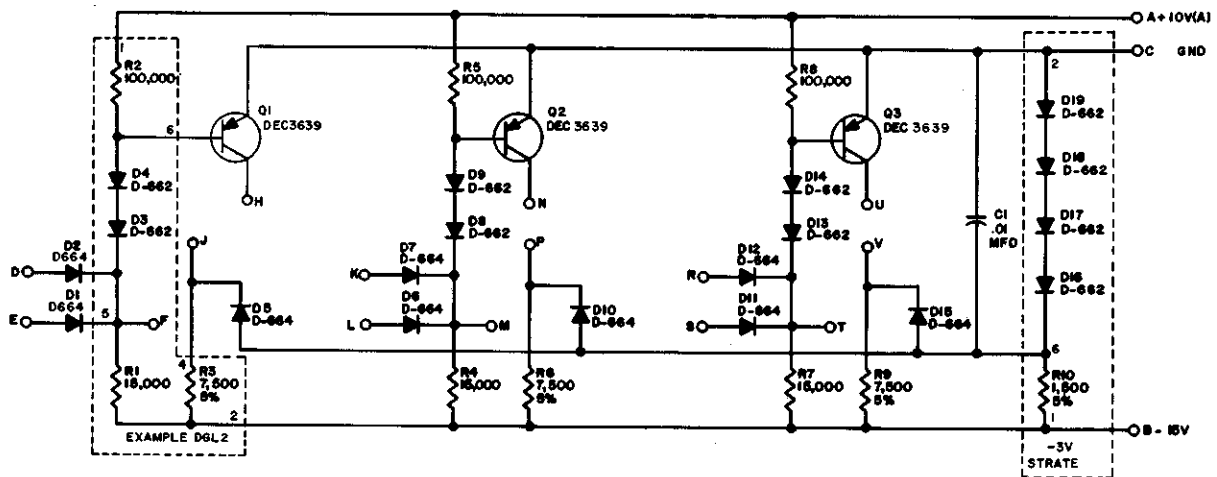 A+10V(A)
C GND
1
R2
100,000
R5
100,000
R8
100,000
2
D19
D-662
Q1
DEC3639
Q2
DEC 3639
Q3
DEC 3639
6
D18
D-662
D4
D-662
D9
D-662
D14
D-662
H
N
U
C1
.01
MFD
D17
D-662
D3
D-662
D8
D-662
D13
D-662
J
P
V
D2
D664
D7
D-664
D12
D-664
D
K
R
D16
D-662
D1
D664
D6
D-664
D11
D-664
D5
D-664
D10
D-664
D15
D-664
E
5
F
L
M
S
T
6
R1
15,000
4
R3
7,500
5%
R4
15,000
R6
7,500
5%
R7
15,000
R9
7,500
5%
R10
1,500
5%
2
1
B-15V
EXAMPLE DGL2
-3V
STRATE